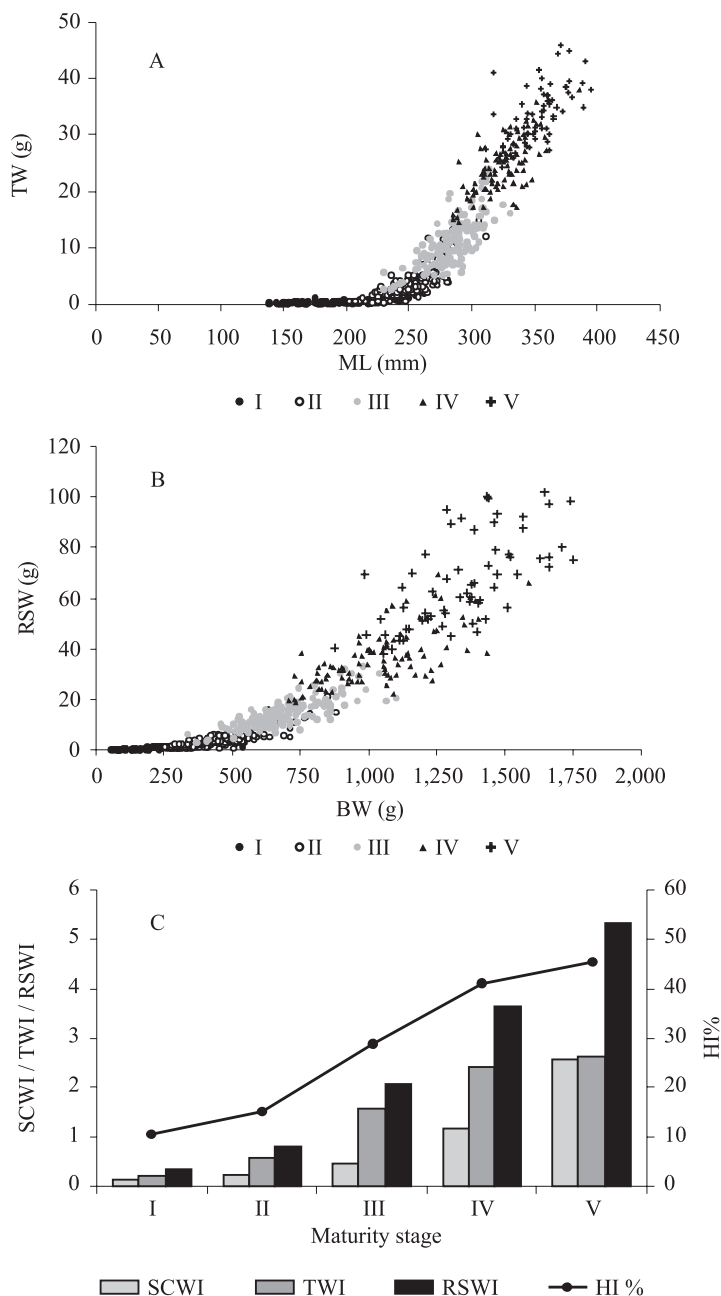 A
TW (g)
50
40
30
20
10
0
0 50 100 150 200 250 300 350 400 450
ML (mm)
I II III IV V
B
RSW (g)
120
100
80
60
40
20
0
0 250 500 750 1,000 1,250 1,500 1,750 2,000
BW (g)
I II III IV V
C
SCWI / TWI / RSWI
6
5
4
3
2
1
0
HI%
60
50
40
30
20
10
0
I II III IV V
Maturity stage
SCWI TWI RSWI HI %